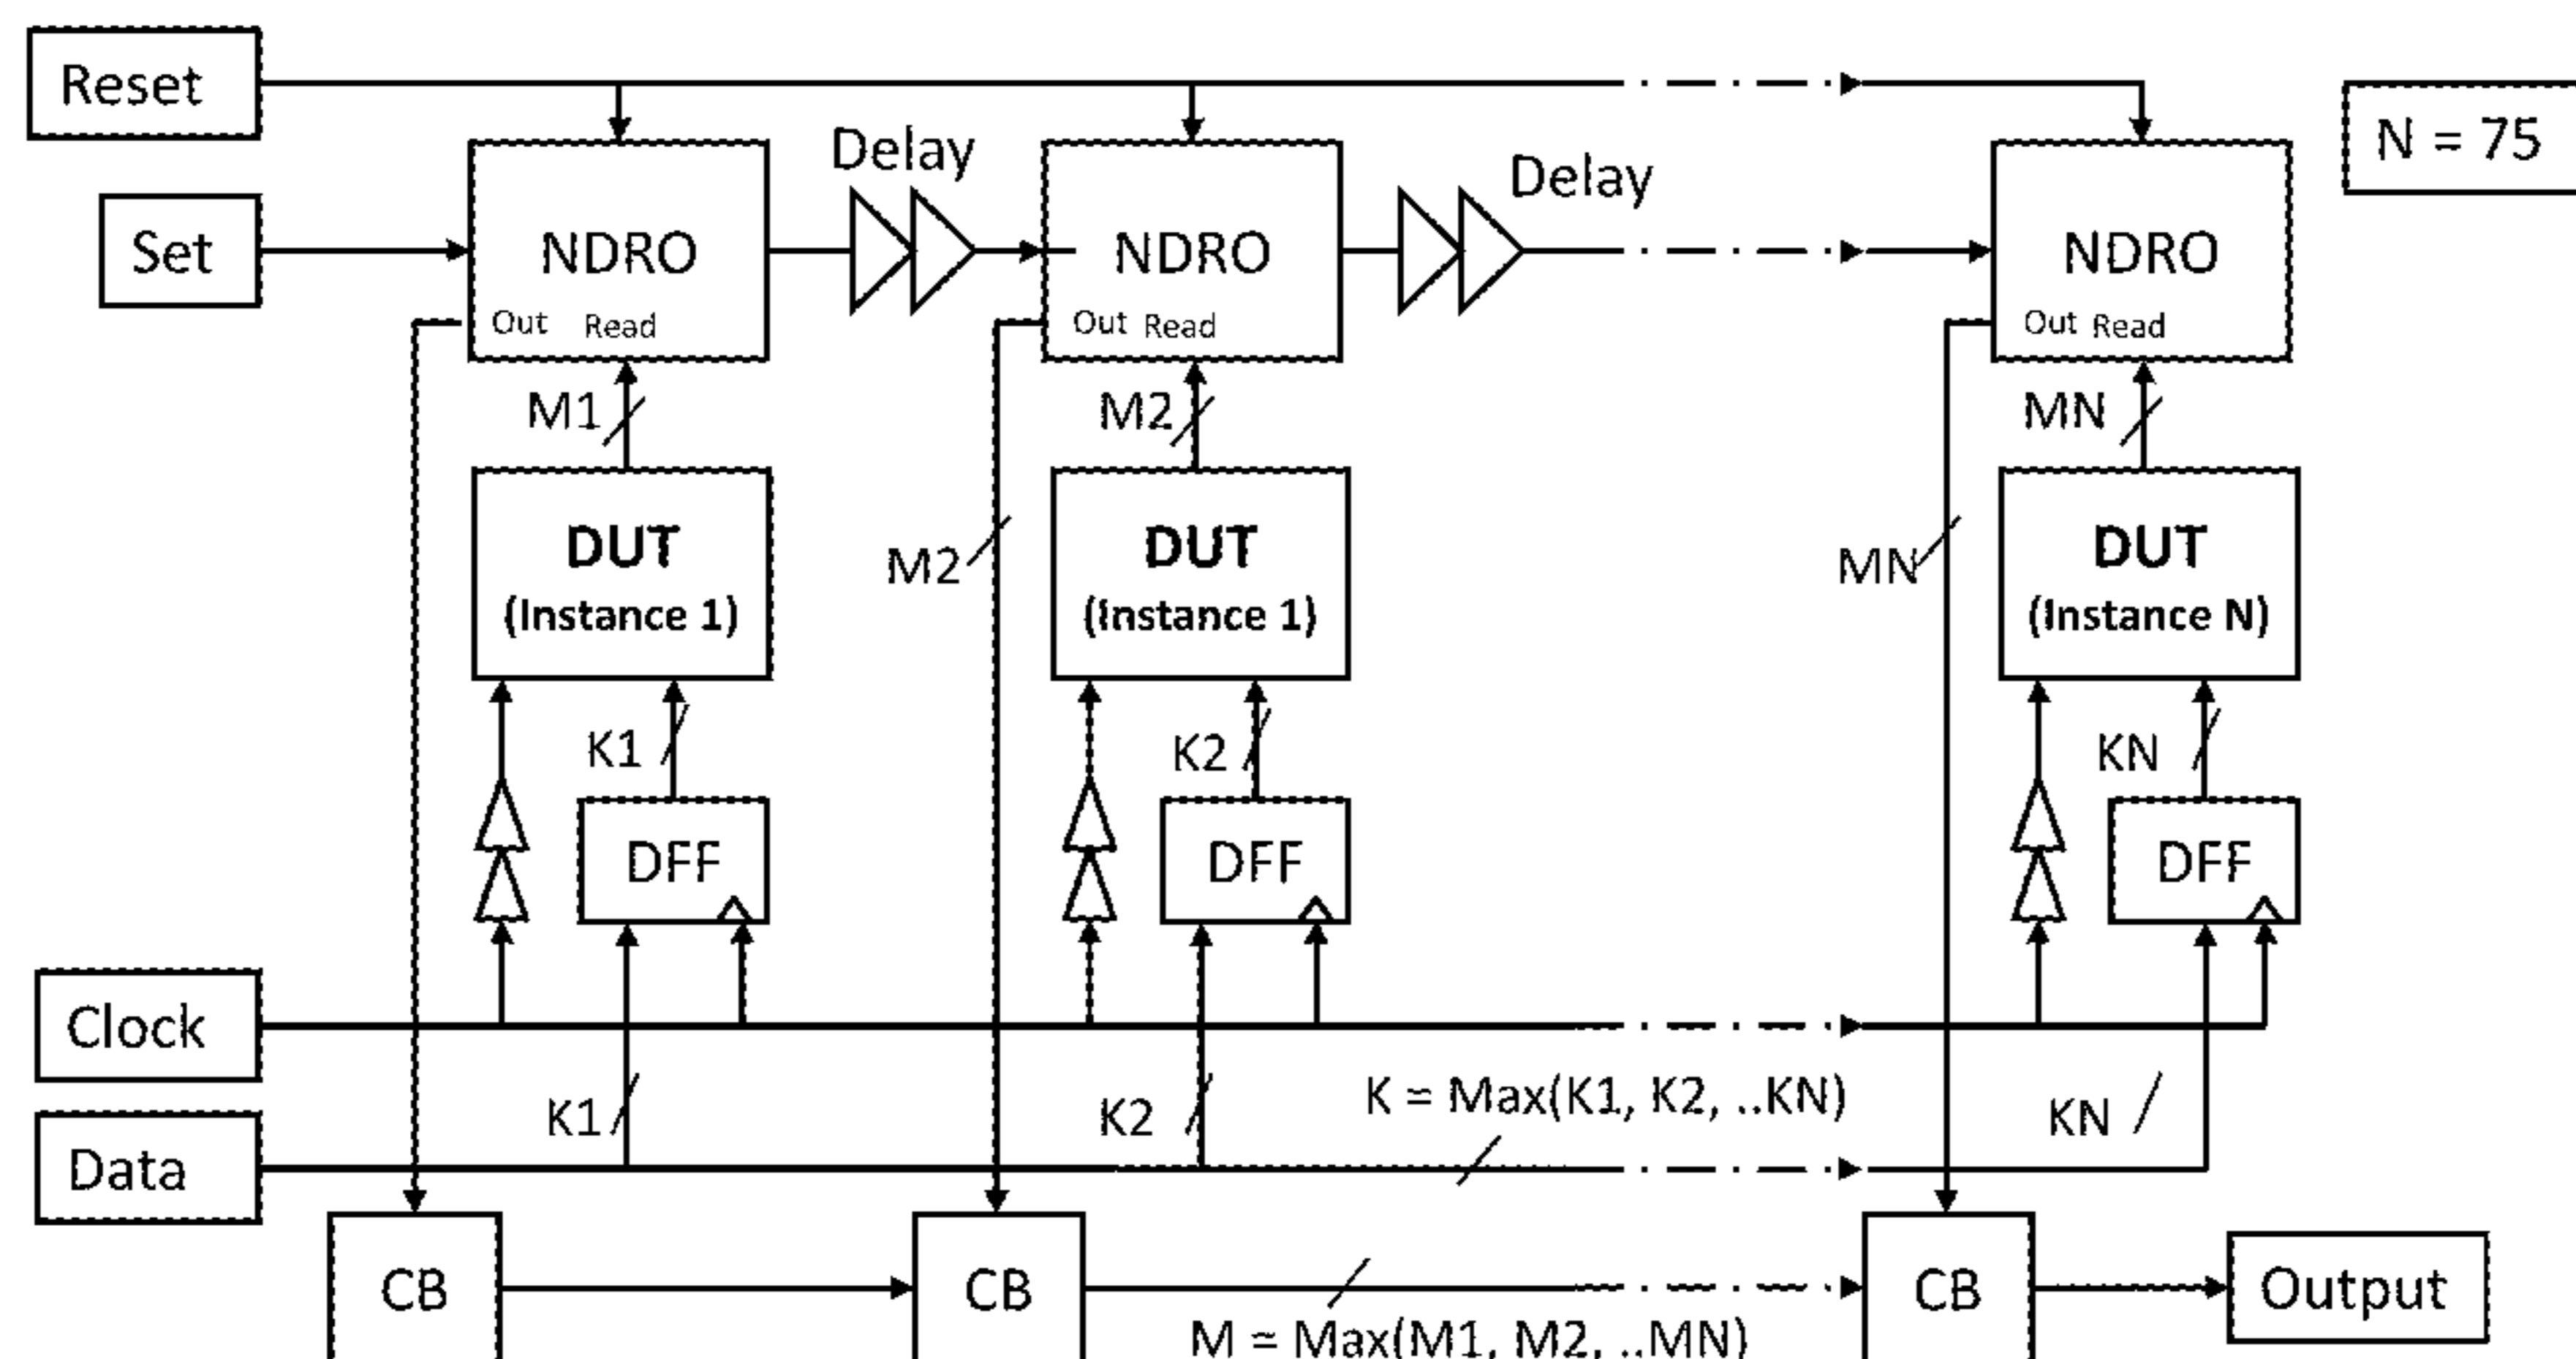 Reset
Delay
Delay
N = 75
Set
NDRO
NDRO
NDRO
Out Read
Out Read
Out Read
M1
M2
MN
DUT
(Instance 1)
DUT
(Instance 1)
DUT
(Instance N)
M2
MN
K1
K2
KN
DFF
DFF
DFF
Clock
K1
K2
K = Max(K1, K2, ..KN)
KN
Data
CB
CB
CB
Output
M = Max(M1, M2, ..MN)